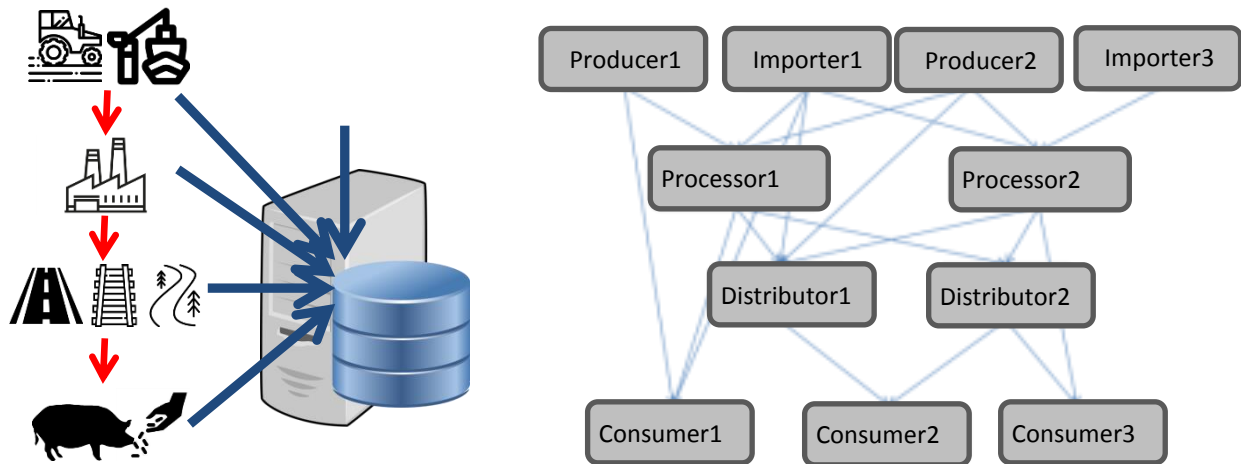 Producer1
Importer1
Producer2
Importer3
Processor1
Processor2
Distributor1
Distributor2
Consumer1
Consumer2
Consumer3